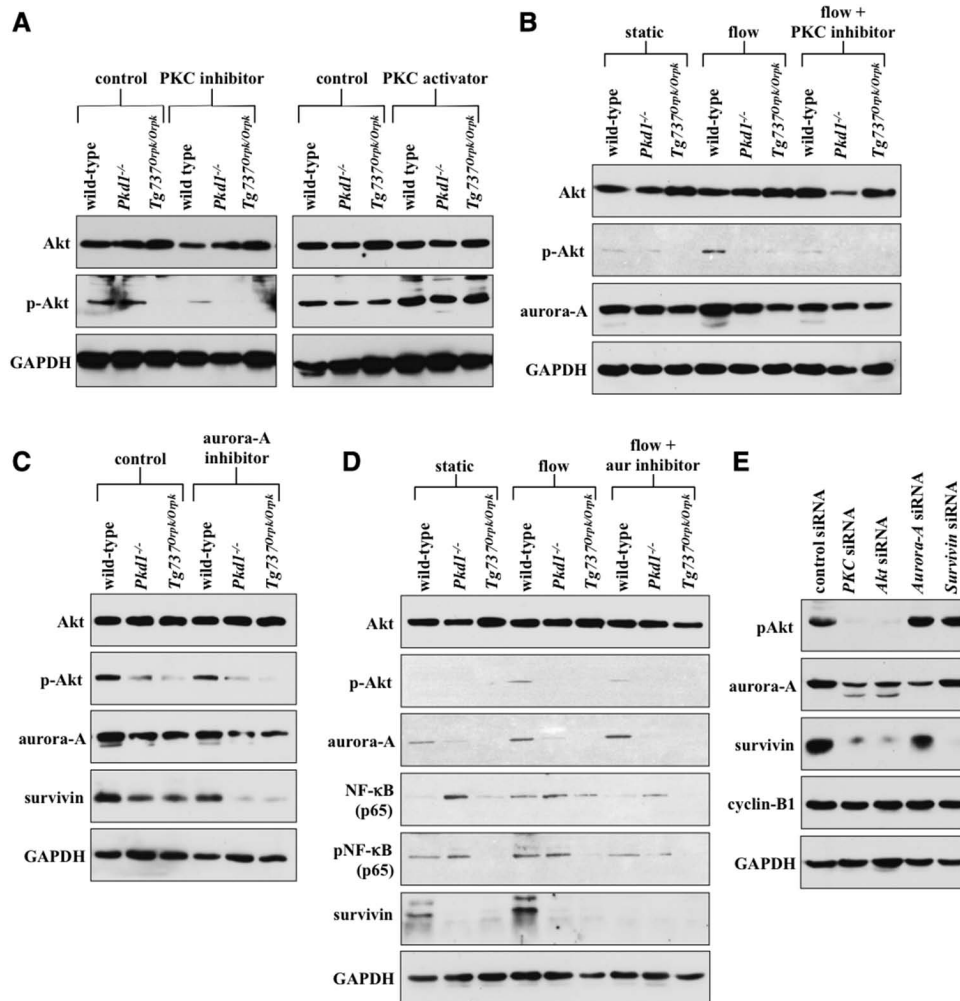 A
control PKC inhibitor
control PKC activator
wild-type
Pkd1-/-
Tg737Orpk/Orpk
wild type
Pkd1-/-
Tg737Orpk/Orpk
wild-type
Pkd1-/-
Tg737Orpk/Orpk
wild type
Pkd1-/-
Tg737Orpk/Orpk
Akt
p-Akt
GAPDH
B
static
flow
flow +
PKC inhibitor
wild-type
Pkd1-/-
Tg737Orpk/Orpk
wild-type
Pkd1-/-
Tg737Orpk/Orpk
wild-type
Pkd1-/-
Tg737Orpk/Orpk
Akt
p-Akt
aurora-A
GAPDH
C
control
aurora-A
inhibitor
wild-type
Pkd1-/-
Tg737Orpk/Orpk
wild-type
Pkd1-/-
Tg737Orpk/Orpk
Akt
p-Akt
aurora-A
survivin
GAPDH
D
static
flow
flow +
aur inhibitor
wild-type
Pkd1-/-
Tg737Orpk/Orpk
wild-type
Pkd1-/-
Tg737Orpk/Orpk
wild-type
Pkd1-/-
Tg737Orpk/Orpk
Akt
p-Akt
aurora-A
NF-κB
(p65)
pNF-κB
(p65)
survivin
GAPDH
E
control siRNA
PKC siRNA
Akt siRNA
Aurora-A siRNA
Survivin siRNA
pAkt
aurora-A
survivin
cyclin-B1
GAPDH